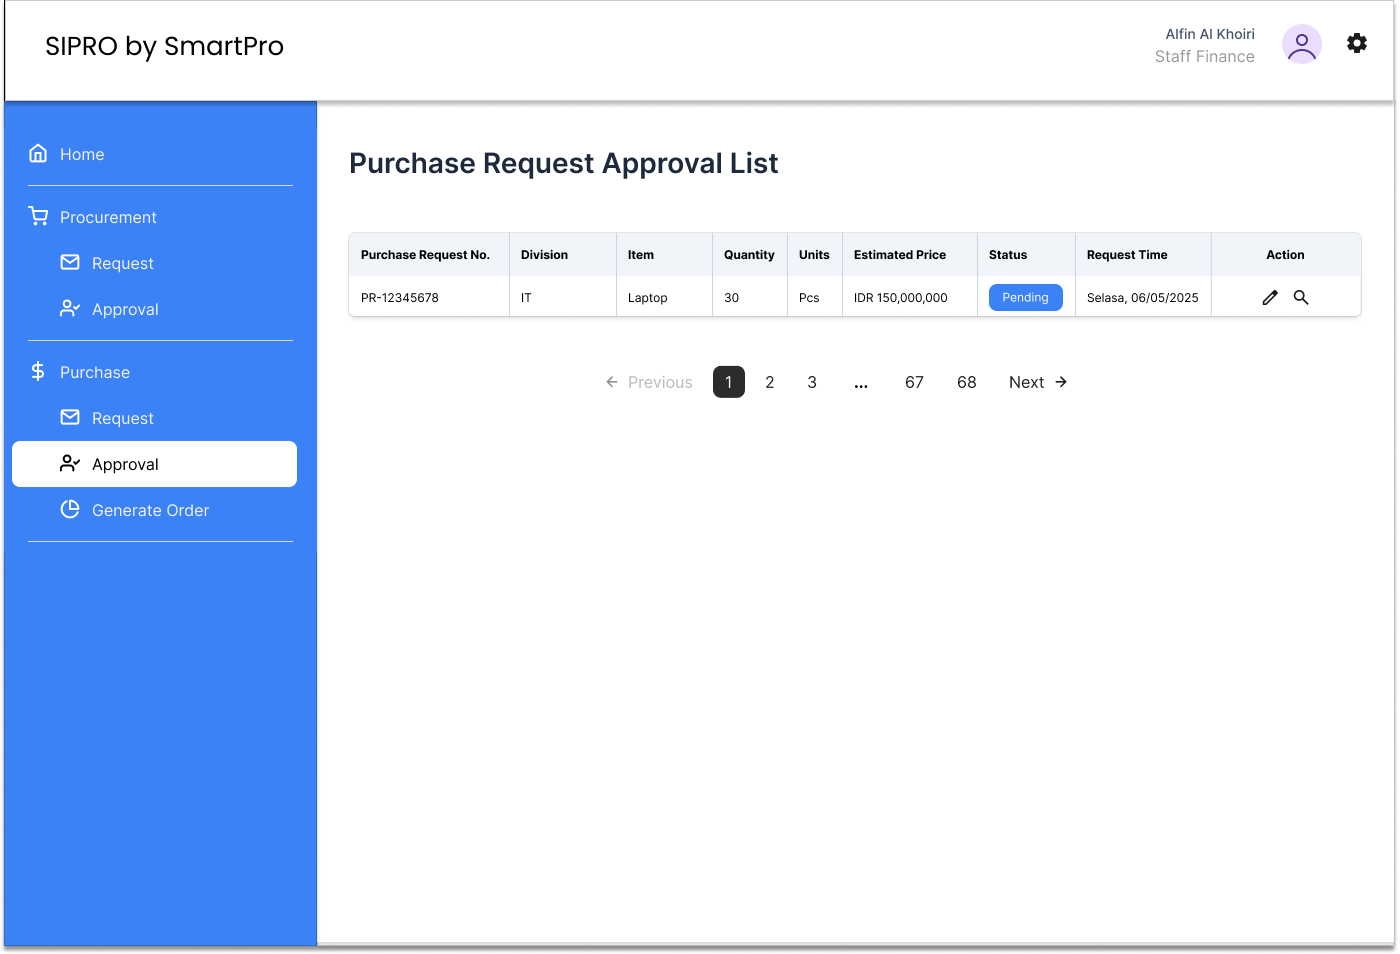 SIPRO by SmartPro
Alfin Al Khoiri
Staff Finance
Home
Procurement
Request
Approval
Purchase
Request
Approval
Generate Order
Purchase Request Approval List
Purchase Request No. Division Item Quantity Units Estimated Price Status Request Time Action
PR-12345678 IT Laptop 30 Pcs IDR 150,000,000 Pending Selasa, 06/05/2025
Previous 1 2 3 ... 67 68 Next